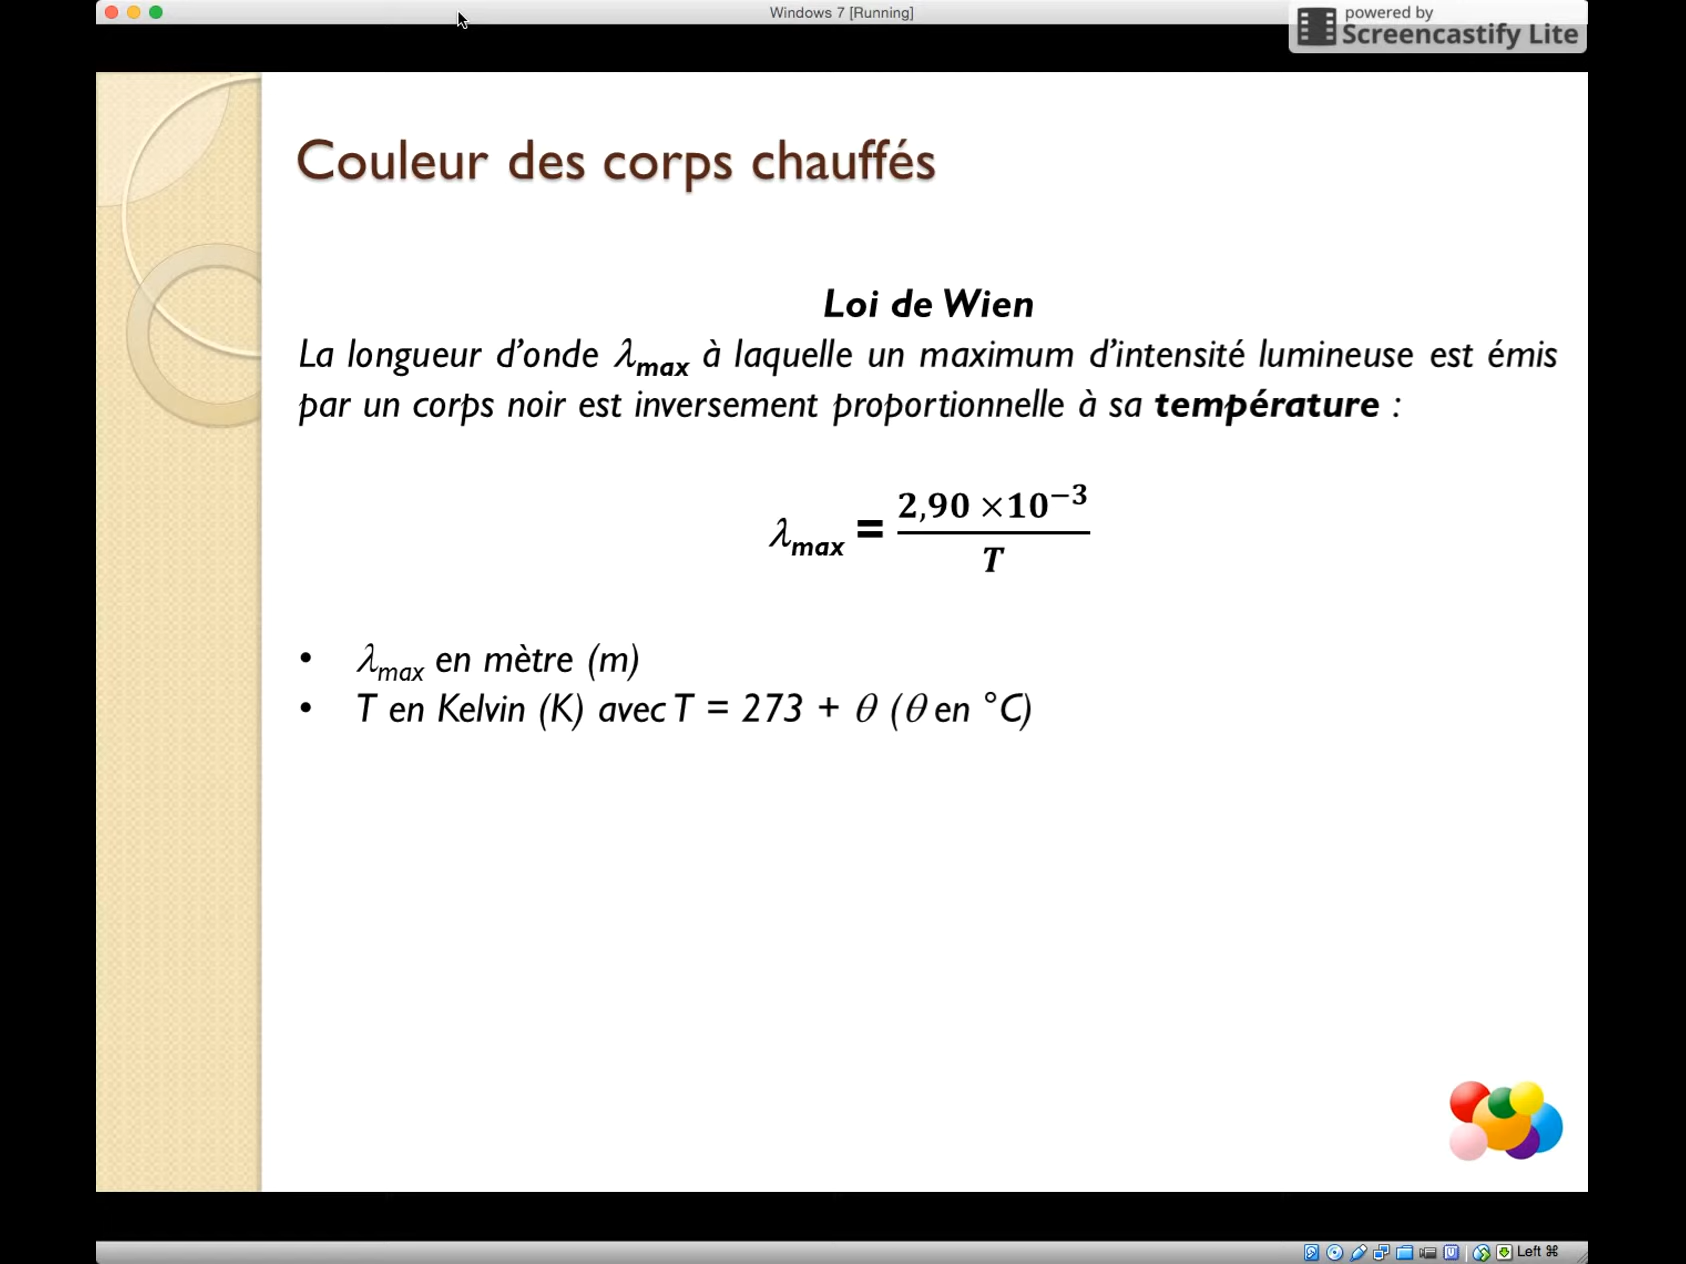 Windows 7 [Running]
powered by
Screencastify Lite
Couleur des corps chauffés
Loi de Wien
La longueur d'onde λmax à laquelle un maximum d'intensité lumineuse est émis
par un corps noir est inversement proportionnelle à sa température :
λmax = 2,90 ×10⁻³ / T
• λmax en mètre (m)
• T en Kelvin (K) avec T = 273 + θ (θ en °C)
Left ⌘